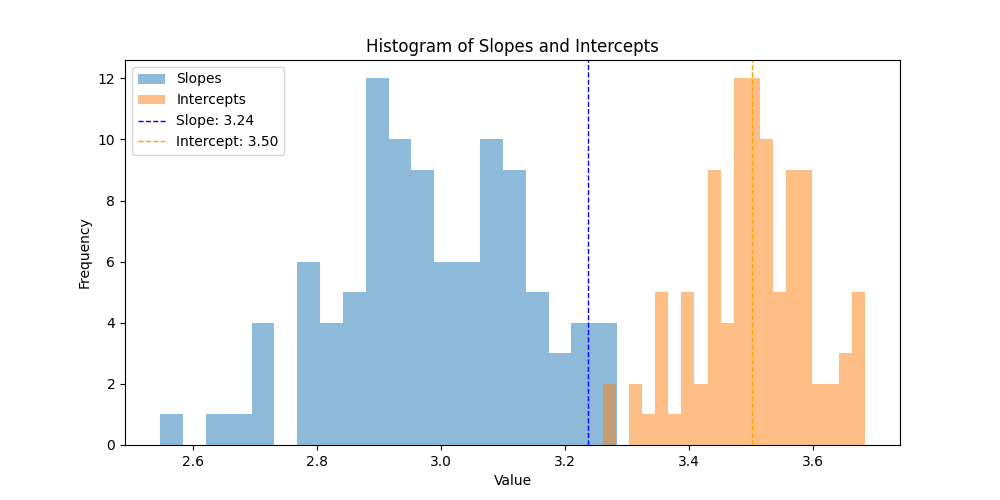 Histogram of Slopes and Intercepts
Slopes
Intercepts
Slope: 3.24
Intercept: 3.50
Frequency
12
10
8
6
4
2
0
2.6 2.8 3.0 3.2 3.4 3.6
Value